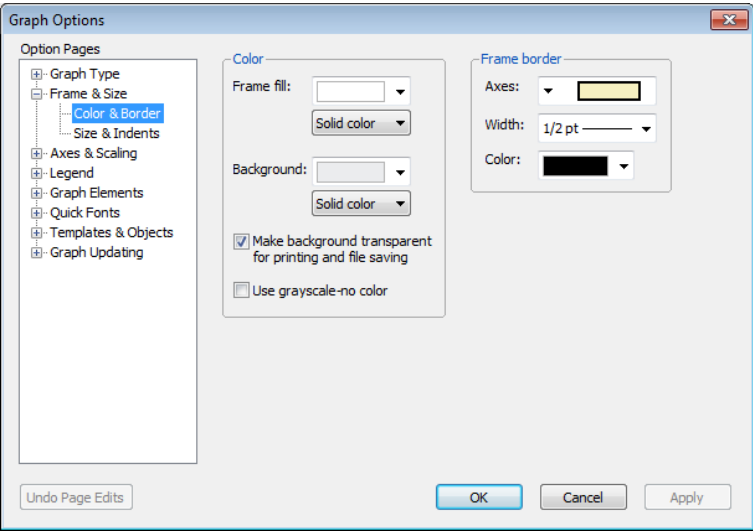 Graph Options
Option Pages
Graph Type
Frame & Size
Color & Border
Size & Indents
Axes & Scaling
Legend
Graph Elements
Quick Fonts
Templates & Objects
Graph Updating
Color
Frame fill:
Solid color
Background:
Solid color
Make background transparent
for printing and file saving
Use grayscale-no color
Frame border
Axes:
Width: 1/2 pt
Color:
Undo Page Edits
OK
Cancel
Apply